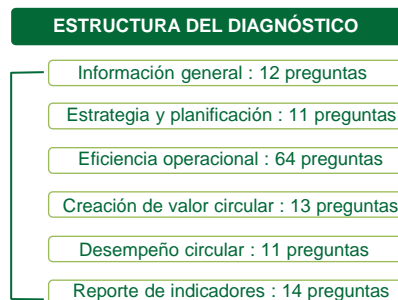 ESTRUCTURA DEL DIAGNÓSTICO
Información general : 12 preguntas
Estrategia y planificación : 11 preguntas
Eficiencia operacional : 64 preguntas
Creación de valor circular : 13 preguntas
Desempeño circular : 11 preguntas
Reporte de indicadores : 14 preguntas